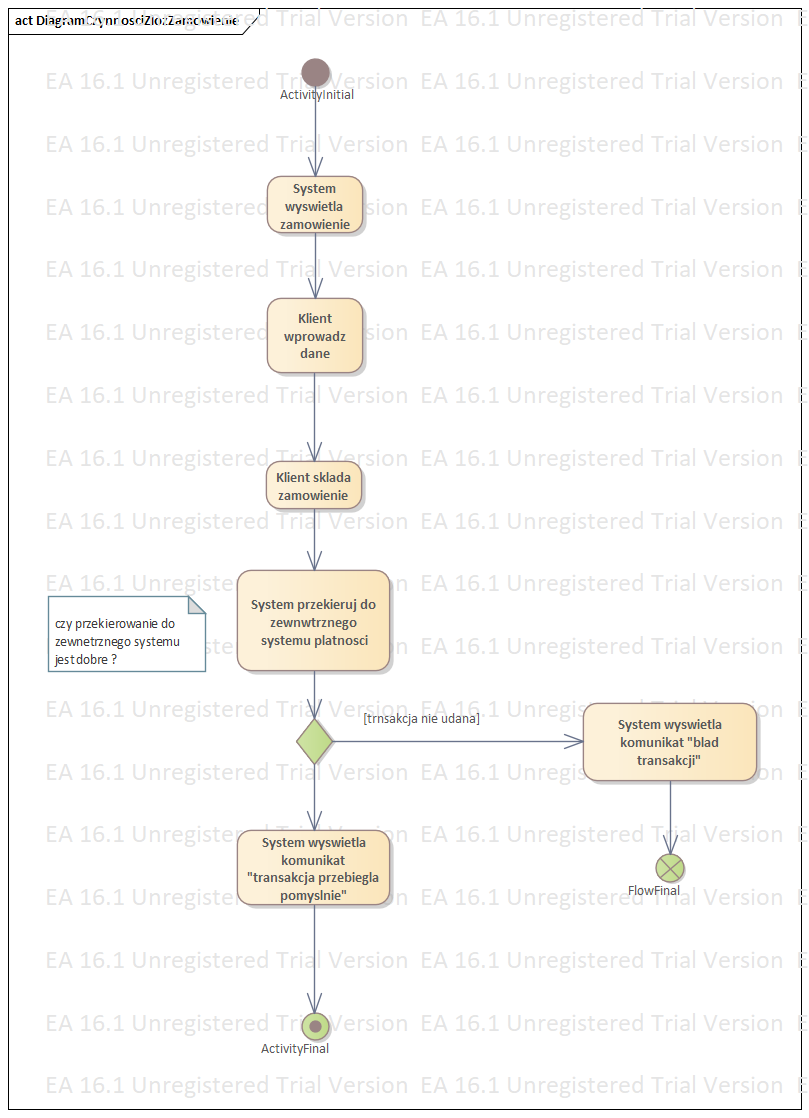 act DiagramCzynnosciZlozZamowienie
EA 16.1 Unregistered Trial Version EA 16.1 Unregistered Trial Version
ActivityInitial
System
wyswietla
zamowienie
Klient
wprowadz
dane
Klient sklada
zamowienie
System przekieruj do
zewnwtrznego
systemu platnosci
czy przekierowanie do
zewnetrznego systemu
jest dobre ?
[trnsakcja nie udana]
System wyswietla
komunikat "blad
transakcji"
System wyswietla
komunikat
"transakcja przebiegla
pomyslnie"
FlowFinal
ActivityFinal